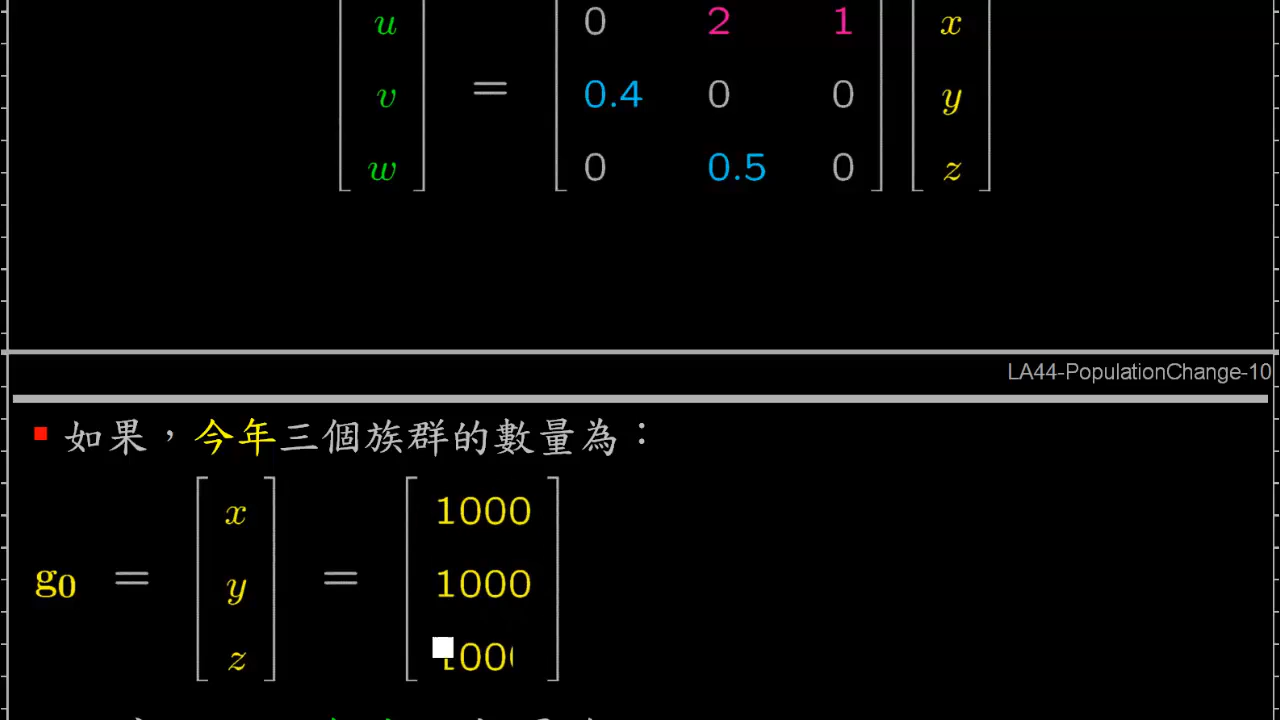 u 0 2 1 x
v = 0.4 0 0 y
w 0 0.5 0 z
LA44-PopulationChange-10
如果，今年三個族群的數量為：
x 1000
g0 = y = 1000
z